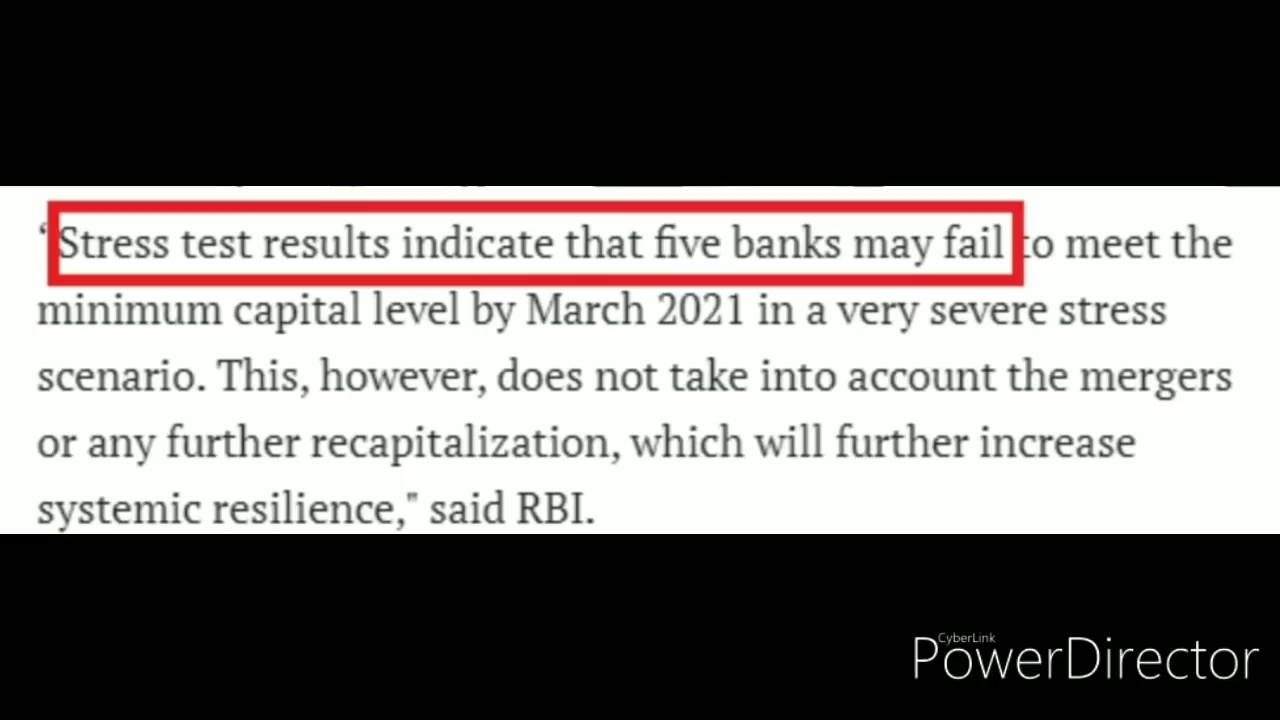 ‘Stress test results indicate that five banks may fail to meet the
minimum capital level by March 2021 in a very severe stress
scenario. This, however, does not take into account the mergers
or any further recapitalization, which will further increase
systemic resilience," said RBI.
CyberLink
PowerDirector